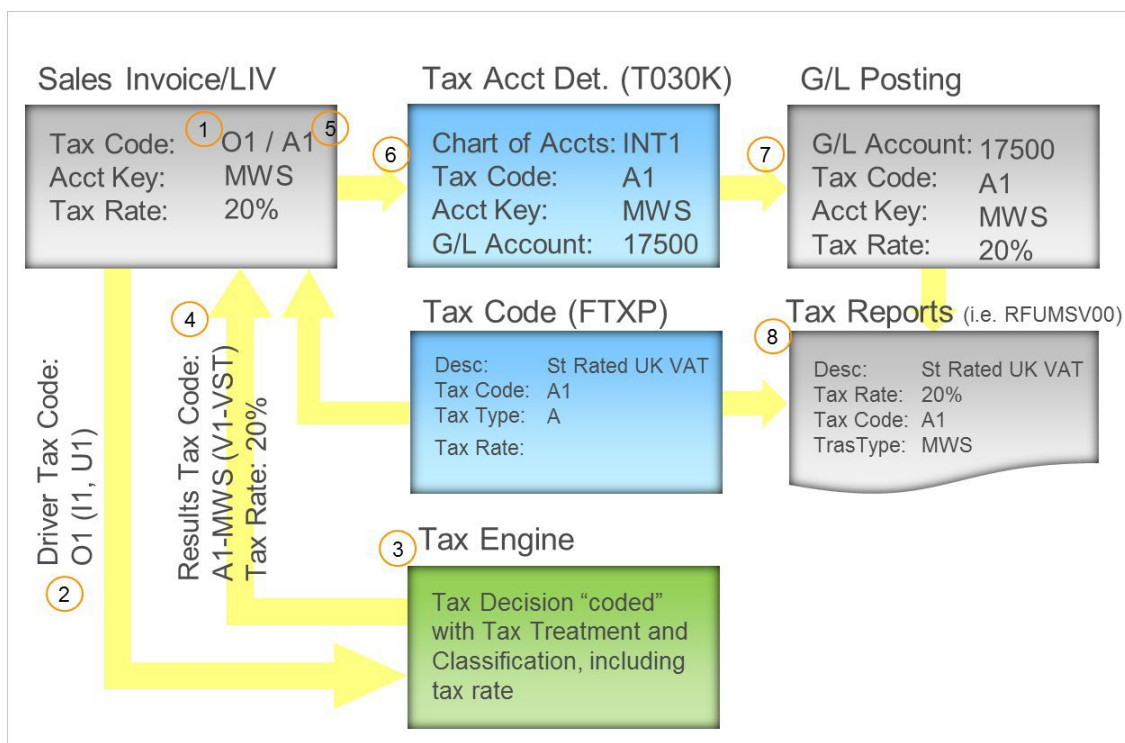 Sales Invoice/LIV
Tax Code: 1 O1 / A1 5
Acct Key: MWS
Tax Rate: 20%
6
Tax Acct Det. (T030K)
Chart of Accts: INT1
Tax Code: A1
Acct Key: MWS
G/L Account: 17500
7
G/L Posting
G/L Account: 17500
Tax Code: A1
Acct Key: MWS
Tax Rate: 20%
Driver Tax Code:
O1 (I1, U1)
2
4
Results Tax Code:
A1-MWS (V1-VST)
Tax Rate: 20%
Tax Code (FTXP)
Desc: St Rated UK VAT
Tax Code: A1
Tax Type: A
Tax Rate:
Tax Reports (i.e. RFUMSV00)
8
Desc: St Rated UK VAT
Tax Rate: 20%
Tax Code: A1
TrasType: MWS
3 Tax Engine
Tax Decision “coded”
with Tax Treatment and
Classification, including
tax rate